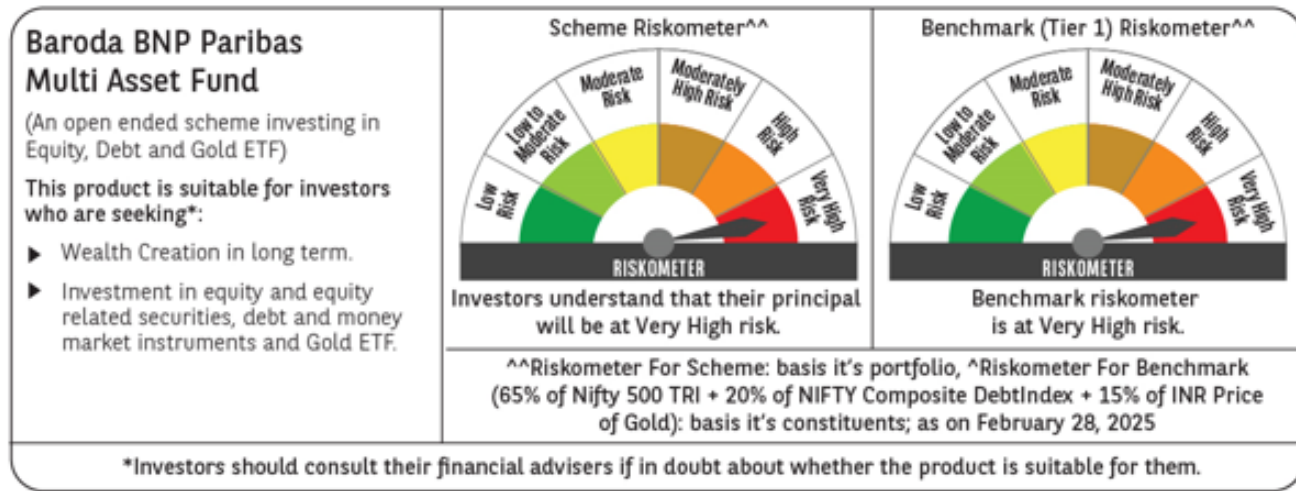 Baroda BNP Paribas
Multi Asset Fund
(An open ended scheme investing in
Equity, Debt and Gold ETF)
This product is suitable for investors
who are seeking*:
▶ Wealth Creation in long term.
▶ Investment in equity and equity
related securities, debt and money
market instruments and Gold ETF.
Scheme Riskometer^^
Low
Risk
Low to
Moderate
Risk
Moderate
Risk
Moderately
High Risk
High
Risk
Very High
Risk
RISKOMETER
Investors understand that their principal
will be at Very High risk.
Benchmark (Tier 1) Riskometer^^
Low
Risk
Low to
Moderate
Risk
Moderate
Risk
Moderately
High Risk
High
Risk
Very High
Risk
RISKOMETER
Benchmark riskometer
is at Very High risk.
^^Riskometer For Scheme: basis it's portfolio, ^Riskometer For Benchmark
(65% of Nifty 500 TRI + 20% of NIFTY Composite DebtIndex + 15% of INR Price
of Gold): basis it's constituents; as on February 28, 2025
*Investors should consult their financial advisers if in doubt about whether the product is suitable for them.